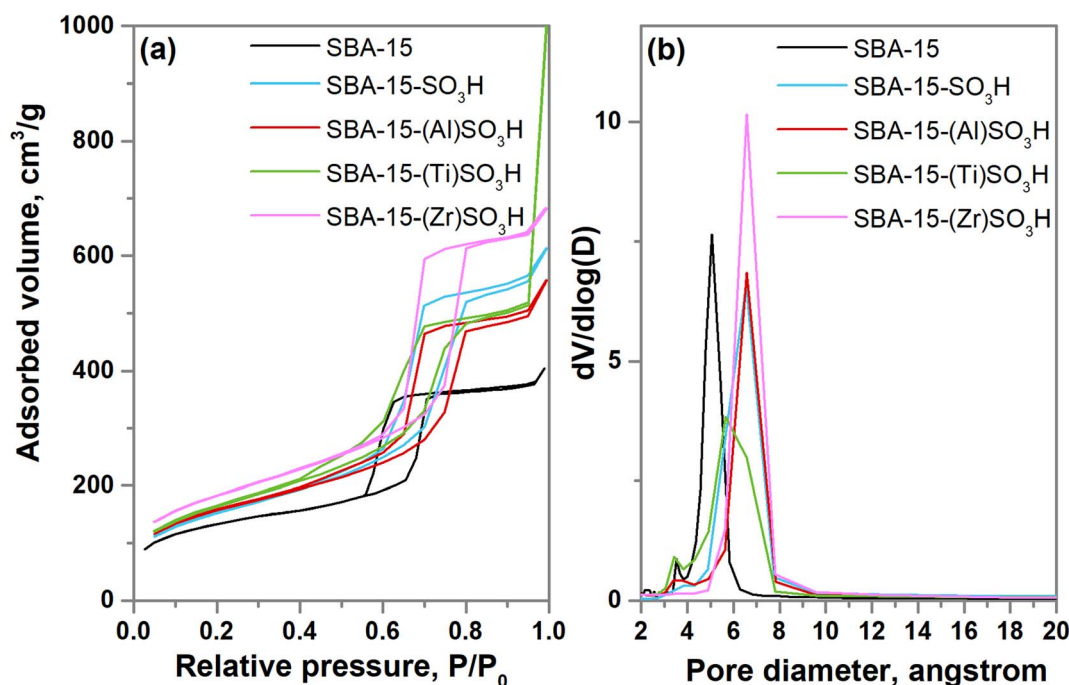 (a)
SBA-15
SBA-15-SO₃H
SBA-15-(Al)SO₃H
SBA-15-(Ti)SO₃H
SBA-15-(Zr)SO₃H
Adsorbed volume, cm³/g
1000
800
600
400
200
0
0.0 0.2 0.4 0.6 0.8 1.0
Relative pressure, P/P₀
(b)
SBA-15
SBA-15-SO₃H
SBA-15-(Al)SO₃H
SBA-15-(Ti)SO₃H
SBA-15-(Zr)SO₃H
dV/dlog(D)
10
5
0
2 4 6 8 10 12 14 16 18 20
Pore diameter, angstrom